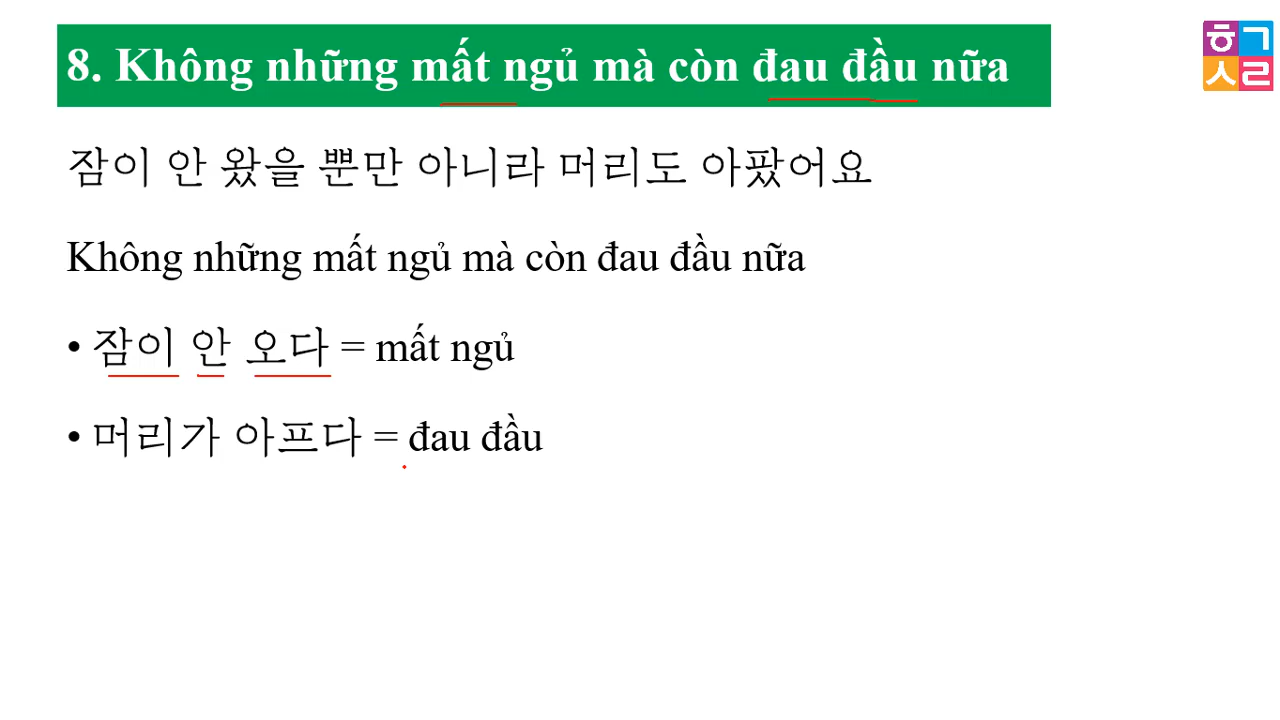 8. Không những mất ngủ mà còn đau đầu nữa
ㅎㄱ
ㅅㄹ
잠이 안 왔을 뿐만 아니라 머리도 아팠어요
Không những mất ngủ mà còn đau đầu nữa
• 잠이 안 오다 = mất ngủ
• 머리가 아프다 = đau đầu